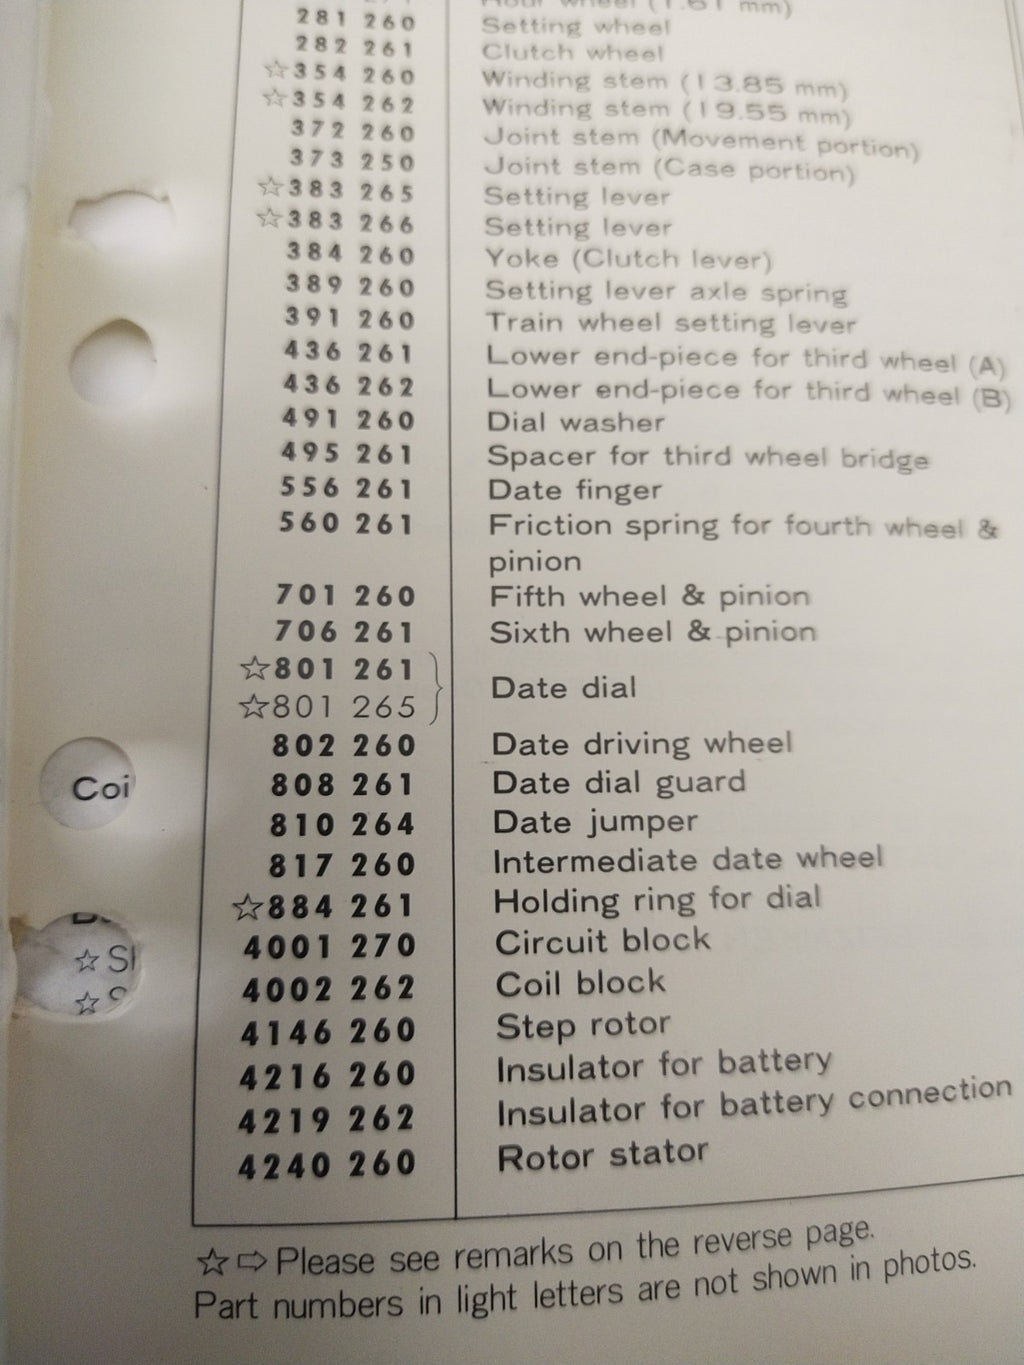 Hour wheel (1.61 mm)
281 260 Setting wheel
282 261 Clutch wheel
☆354 260 Winding stem (13.85 mm)
☆354 262 Winding stem (19.55 mm)
372 260 Joint stem (Movement portion)
373 250 Joint stem (Case portion)
☆383 265 Setting lever
☆383 266 Setting lever
384 260 Yoke (Clutch lever)
389 260 Setting lever axle spring
391 260 Train wheel setting lever
436 261 Lower end-piece for third wheel (A)
436 262 Lower end-piece for third wheel (B)
491 260 Dial washer
495 261 Spacer for third wheel bridge
556 261 Date finger
560 261 Friction spring for fourth wheel &
pinion
701 260 Fifth wheel & pinion
706 261 Sixth wheel & pinion
☆801 261
Date dial
☆801 265
802 260 Date driving wheel
808 261 Date dial guard
Coi
810 264 Date jumper
817 260 Intermediate date wheel
☆884 261 Holding ring for dial
4001 270 Circuit block
☆ Sl
4002 262 Coil block
☆
4146 260 Step rotor
4216 260 Insulator for battery
4219 262 Insulator for battery connection
4240 260 Rotor stator
☆ ⇨ Please see remarks on the reverse page.
Part numbers in light letters are not shown in photos.